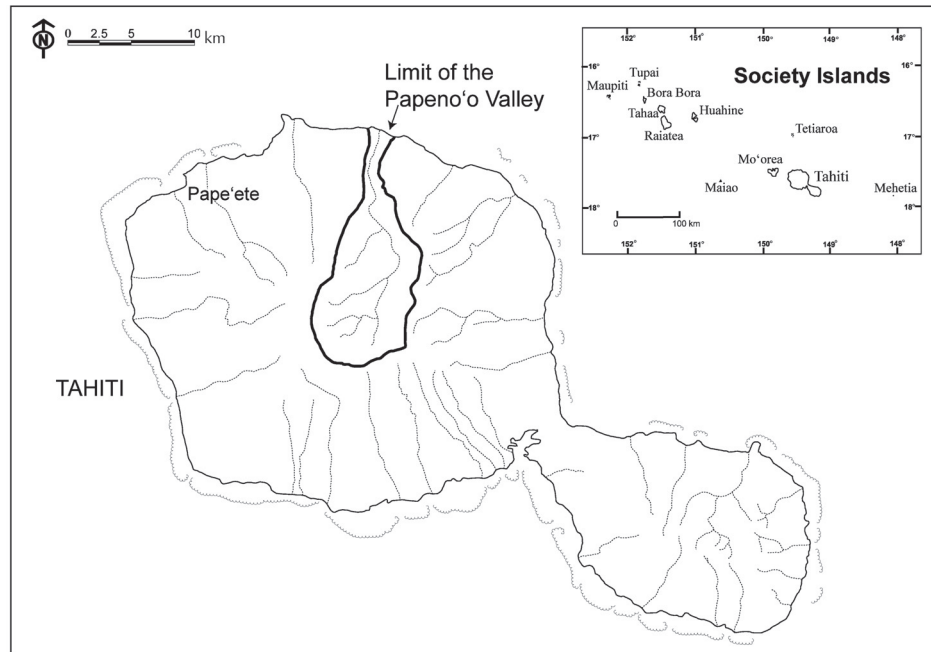 N
0 2.5 5 10 km
Limit of the
Papeno‘o Valley
Pape‘ete
TAHITI
152° 151° 150° 149° 148°
Society Islands
16°
16°
Tupai
Maupiti
Bora Bora
Tahaa
Huahine
Raiatea
17°
17°
Tetiaroa
Mo‘orea
Tahiti
Maiao
Mehetia
18°
18°
0 100 km
152° 151° 150° 149° 148°